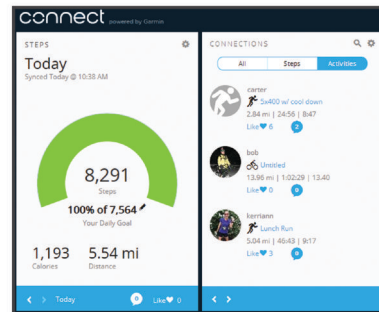 connect powered by Garmin
STEPS
Today
Synced Today @ 10:38 AM
8,291
Steps
100% of 7,564
Your Daily Goal
1,193
Calories
5.54 mi
Distance
Today
0
Like 0
CONNECTIONS
All
Steps
Activities
carter
5x400 w/ cool down
2.84 mi | 24:56 | 8:47
Like 6
2
bob
Untitled
13.96 mi | 1:02:29 | 13.40
Like 0
0
kerriann
Lunch Run
5.04 mi | 46:43 | 9:17
Like 3
0